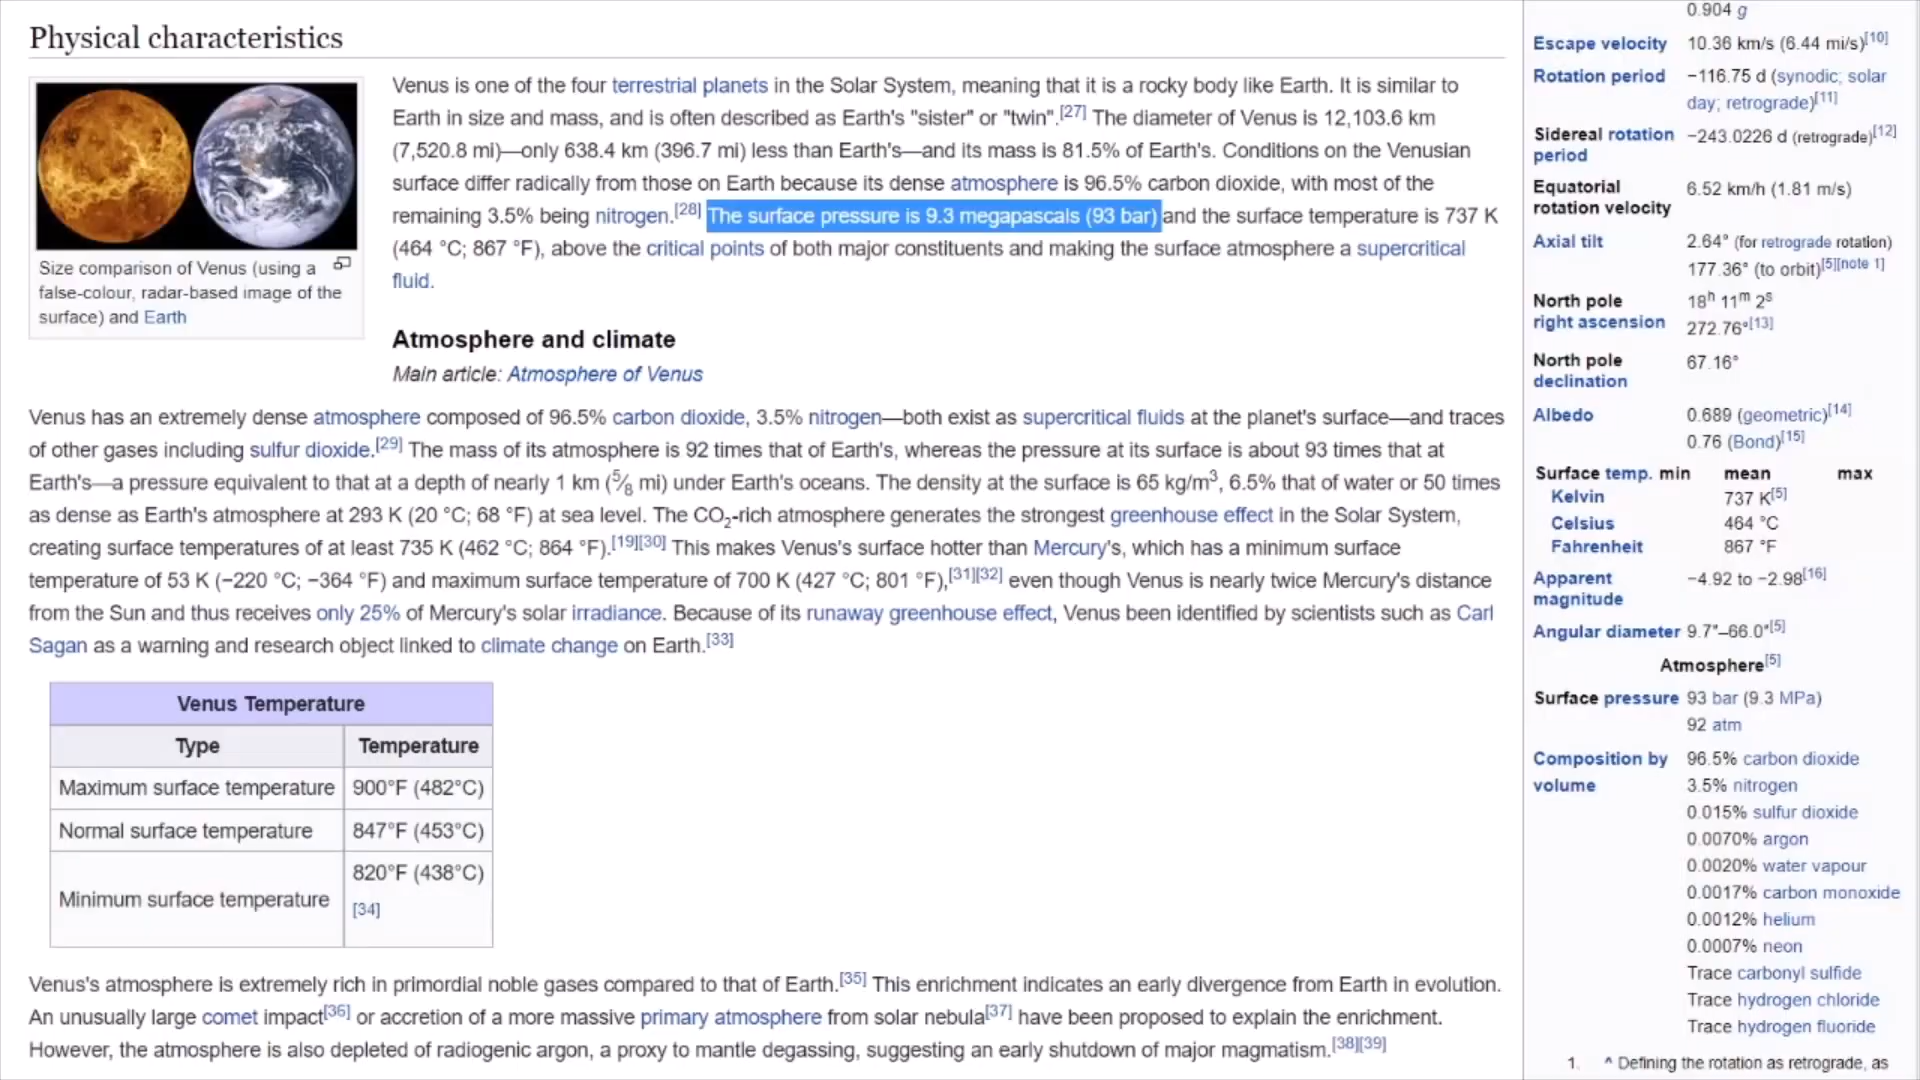 Physical characteristics
Size comparison of Venus (using a
false-colour, radar-based image of the
surface) and Earth
Venus is one of the four terrestrial planets in the Solar System, meaning that it is a rocky body like Earth. It is similar to
Earth in size and mass, and is often described as Earth's "sister" or "twin".[27] The diameter of Venus is 12,103.6 km
(7,520.8 mi)—only 638.4 km (396.7 mi) less than Earth's—and its mass is 81.5% of Earth's. Conditions on the Venusian
surface differ radically from those on Earth because its dense atmosphere is 96.5% carbon dioxide, with most of the
remaining 3.5% being nitrogen.[28] The surface pressure is 9.3 megapascals (93 bar) and the surface temperature is 737 K
(464 °C; 867 °F), above the critical points of both major constituents and making the surface atmosphere a supercritical
fluid.
Atmosphere and climate
Main article: Atmosphere of Venus
Venus has an extremely dense atmosphere composed of 96.5% carbon dioxide, 3.5% nitrogen—both exist as supercritical fluids at the planet's surface—and traces
of other gases including sulfur dioxide.[29] The mass of its atmosphere is 92 times that of Earth's, whereas the pressure at its surface is about 93 times that at
Earth's—a pressure equivalent to that at a depth of nearly 1 km (5⁄8 mi) under Earth's oceans. The density at the surface is 65 kg/m³, 6.5% that of water or 50 times
as dense as Earth's atmosphere at 293 K (20 °C; 68 °F) at sea level. The CO₂-rich atmosphere generates the strongest greenhouse effect in the Solar System,
creating surface temperatures of at least 735 K (462 °C; 864 °F).[19][30] This makes Venus's surface hotter than Mercury's, which has a minimum surface
temperature of 53 K (−220 °C; −364 °F) and maximum surface temperature of 700 K (427 °C; 801 °F),[31][32] even though Venus is nearly twice Mercury's distance
from the Sun and thus receives only 25% of Mercury's solar irradiance. Because of its runaway greenhouse effect, Venus been identified by scientists such as Carl
Sagan as a warning and research object linked to climate change on Earth.[33]
Venus Temperature
Type Temperature
Maximum surface temperature 900°F (482°C)
Normal surface temperature 847°F (453°C)
Minimum surface temperature 820°F (438°C)
[34]
Venus's atmosphere is extremely rich in primordial noble gases compared to that of Earth.[35] This enrichment indicates an early divergence from Earth in evolution.
An unusually large comet impact[36] or accretion of a more massive primary atmosphere from solar nebula[37] have been proposed to explain the enrichment.
However, the atmosphere is also depleted of radiogenic argon, a proxy to mantle degassing, suggesting an early shutdown of major magmatism.[38][39]
0.904 g
Escape velocity 10.36 km/s (6.44 mi/s)[10]
Rotation period −116.75 d (synodic; solar
day; retrograde)[11]
Sidereal rotation −243.0226 d (retrograde)[12]
period
Equatorial 6.52 km/h (1.81 m/s)
rotation velocity
Axial tilt 2.64° (for retrograde rotation)
177.36° (to orbit)[5][note 1]
North pole 18h 11m 2s
right ascension 272.76°[13]
North pole 67.16°
declination
Albedo 0.689 (geometric)[14]
0.76 (Bond)[15]
Surface temp. min mean max
Kelvin 737 K[5]
Celsius 464 °C
Fahrenheit 867 °F
Apparent −4.92 to −2.98[16]
magnitude
Angular diameter 9.7″–66.0″[5]
Atmosphere[5]
Surface pressure 93 bar (9.3 MPa)
92 atm
Composition by 96.5% carbon dioxide
volume 3.5% nitrogen
0.015% sulfur dioxide
0.0070% argon
0.0020% water vapour
0.0017% carbon monoxide
0.0012% helium
0.0007% neon
Trace carbonyl sulfide
Trace hydrogen chloride
Trace hydrogen fluoride
1. ^ Defining the rotation as retrograde, as